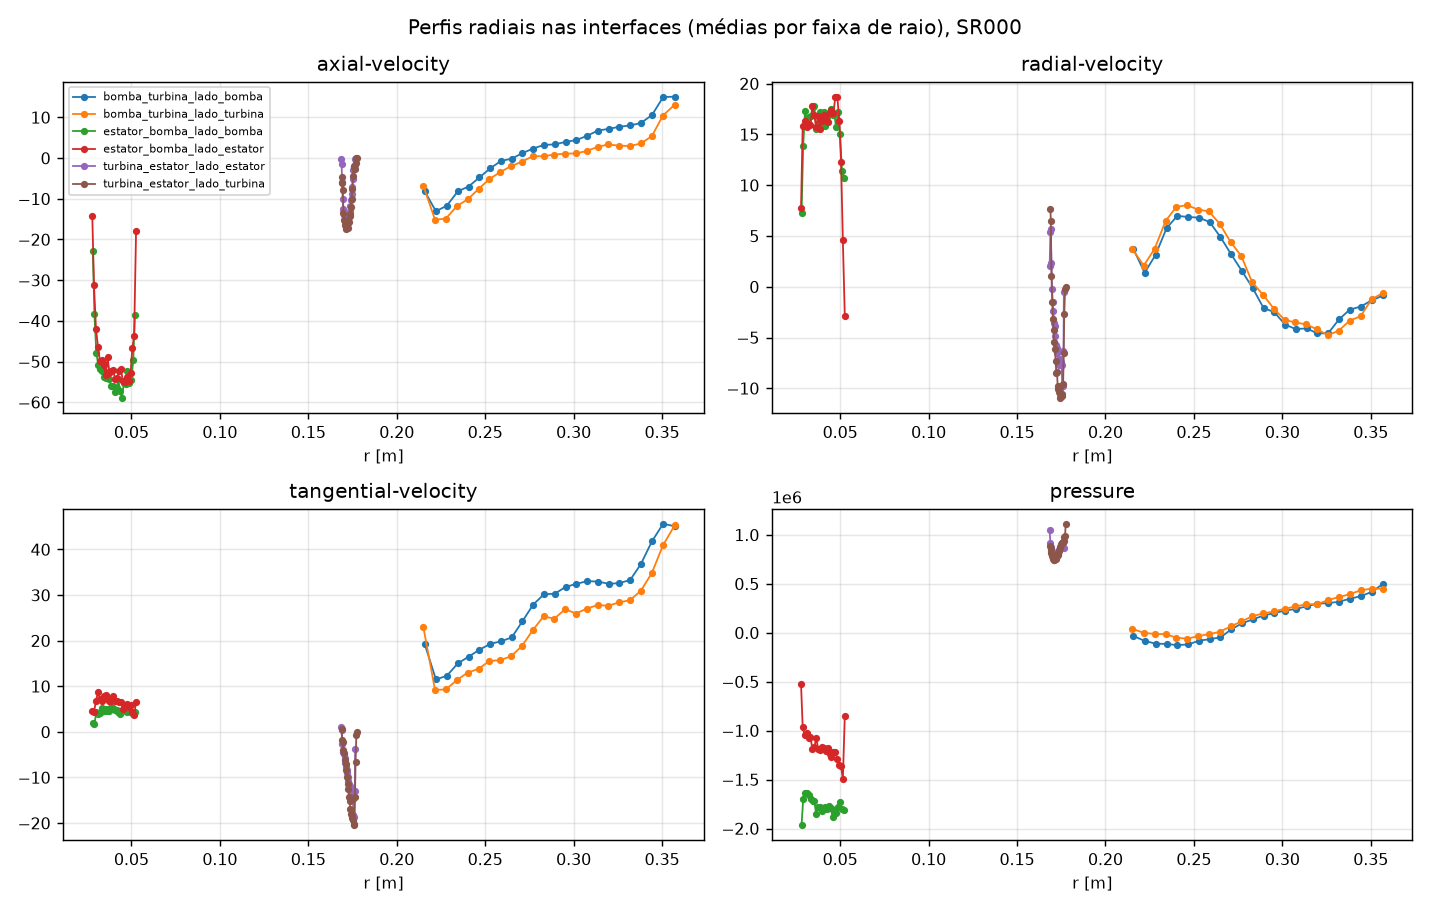 Perfis radiais nas interfaces (médias por faixa de raio), SR000
axial-velocity
bomba_turbina_lado_bomba
bomba_turbina_lado_turbina
estator_bomba_lado_bomba
estator_bomba_lado_estator
turbina_estator_lado_estator
turbina_estator_lado_turbina
10
0
−10
−20
−30
−40
−50
−60
0.05 0.10 0.15 0.20 0.25 0.30 0.35
r [m]
radial-velocity
20
15
10
5
0
−5
−10
0.05 0.10 0.15 0.20 0.25 0.30 0.35
r [m]
tangential-velocity
40
30
20
10
0
−10
−20
0.05 0.10 0.15 0.20 0.25 0.30 0.35
r [m]
pressure
1e6
1.0
0.5
0.0
−0.5
−1.0
−1.5
−2.0
0.05 0.10 0.15 0.20 0.25 0.30 0.35
r [m]